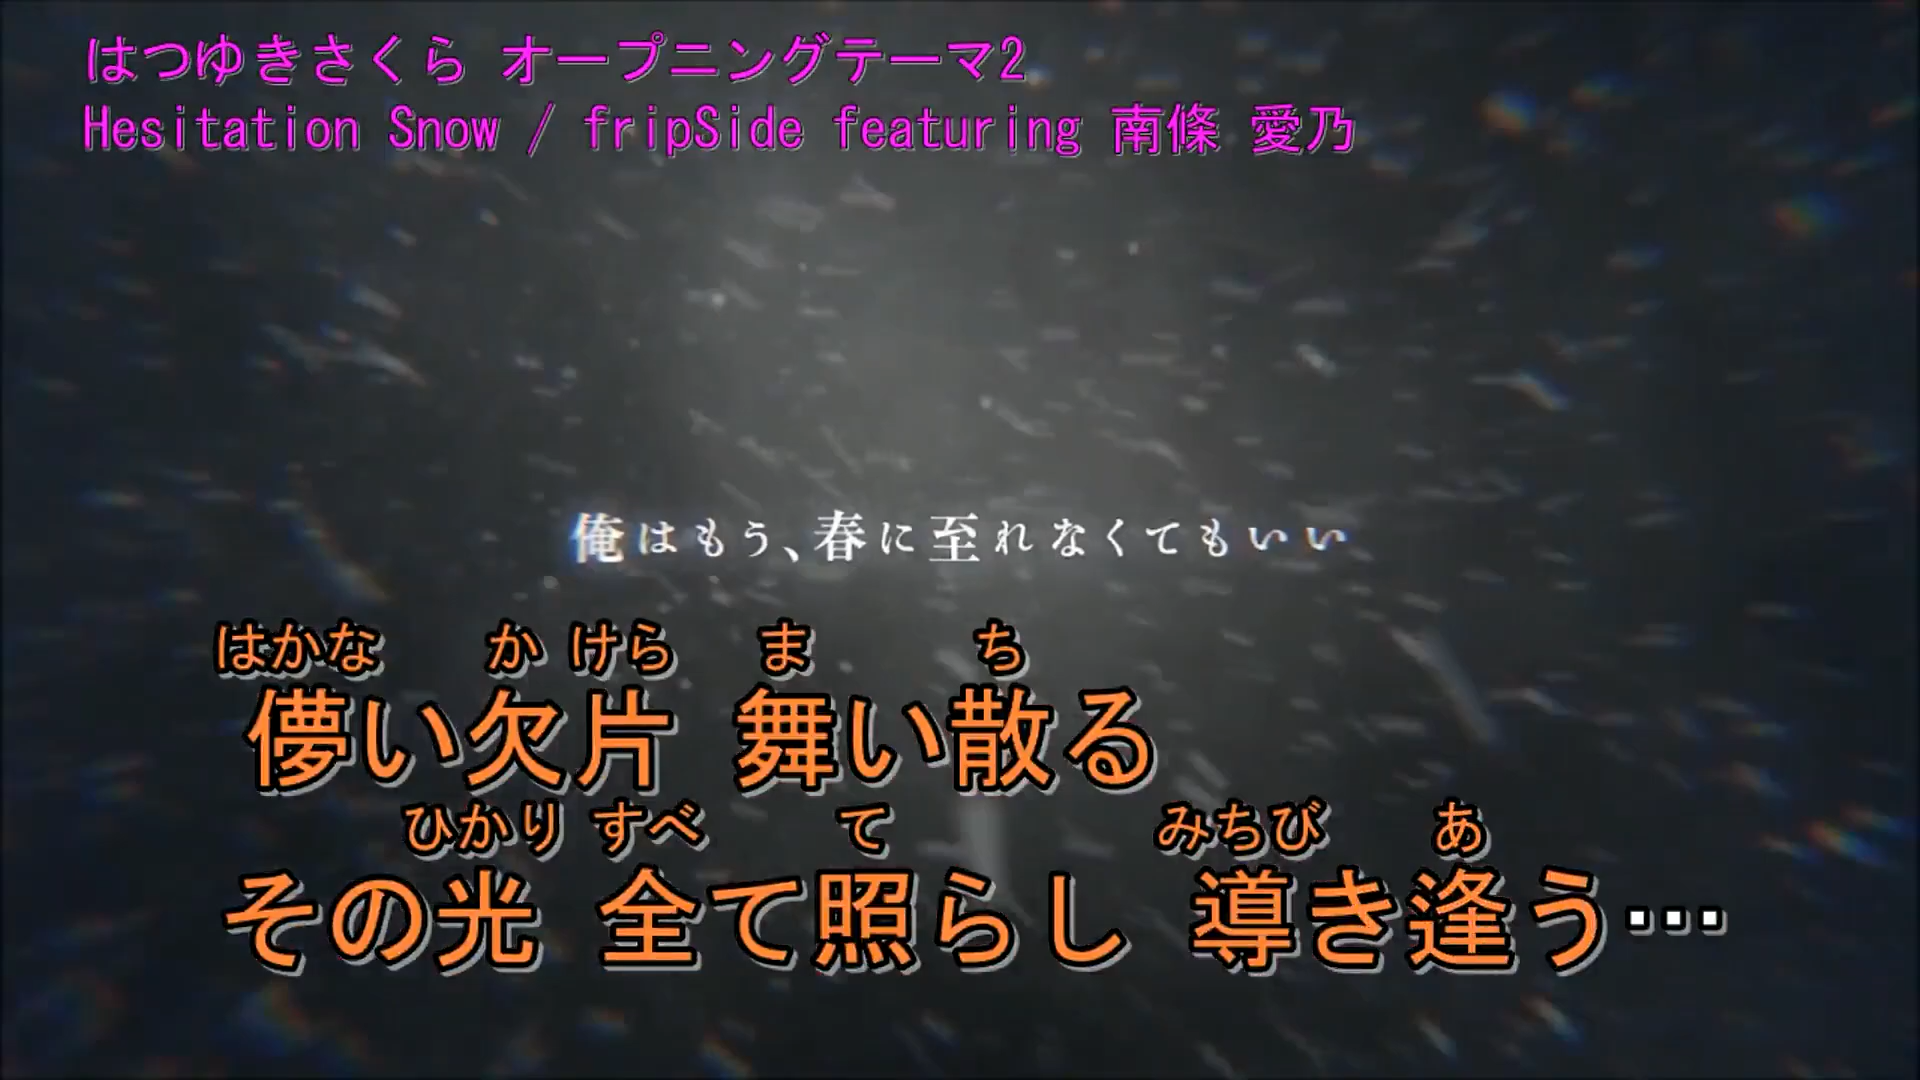 はつゆきさくら オープニングテーマ2
Hesitation Snow / fripSide featuring 南條 愛乃
俺はもう、春に至れなくてもいい
はかな か けら ま ち
儚い欠片 舞い散る
ひかり すべ て みちび あ
その光 全て照らし 導き逢う…